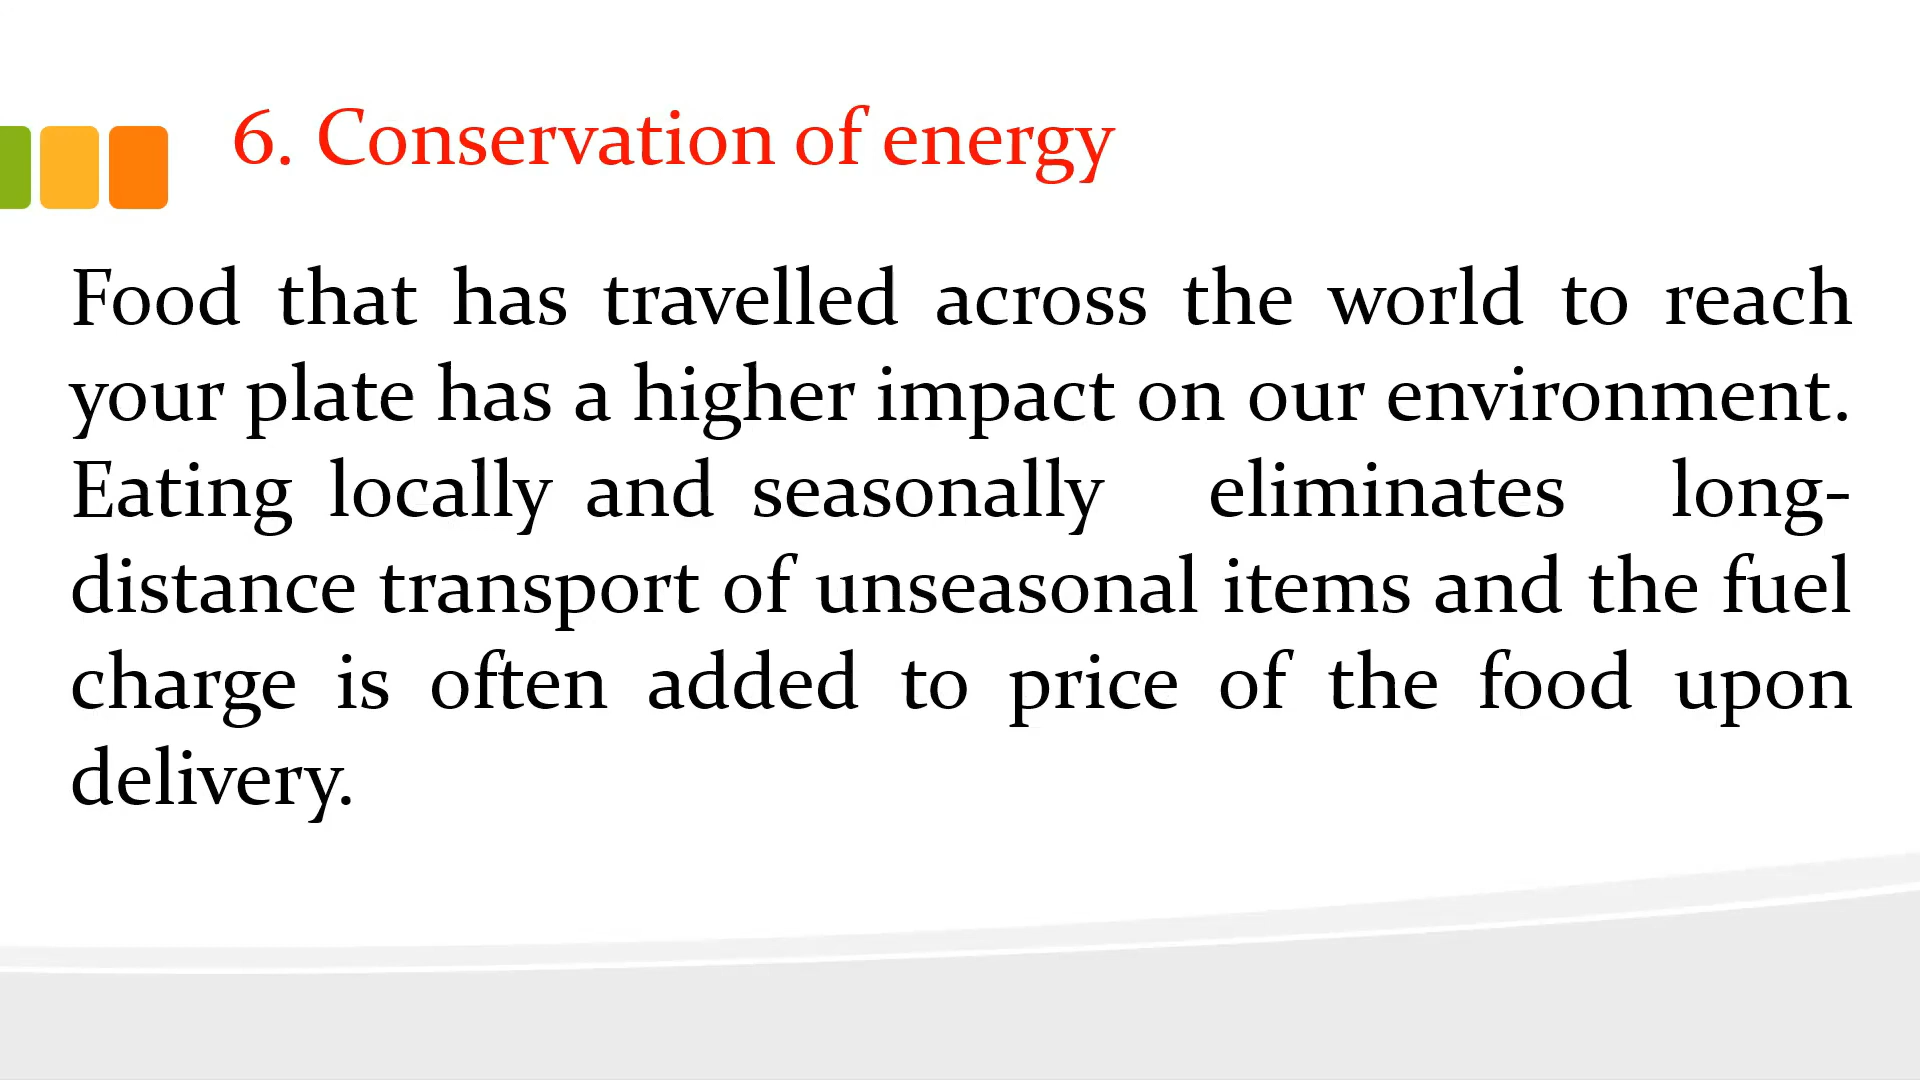 6. Conservation of energy
Food that has travelled across the world to reach
your plate has a higher impact on our environment.
Eating locally and seasonally eliminates long-
distance transport of unseasonal items and the fuel
charge is often added to price of the food upon
delivery.